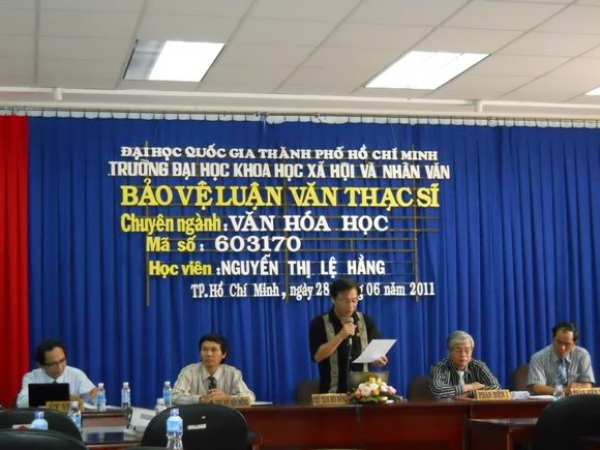 ĐẠI HỌC QUỐC GIA THÀNH PHỐ HỒ CHÍ MINH
TRƯỜNG ĐẠI HỌC KHOA HỌC XÃ HỘI VÀ NHÂN VĂN
BẢO VỆ LUẬN VĂN THẠC SĨ
Chuyên ngành: VĂN HÓA HỌC
Mã số: 603170
Học viên: NGUYỄN THỊ LỆ HẰNG
TP.Hồ Chí Minh, ngày 28 06 năm 2011